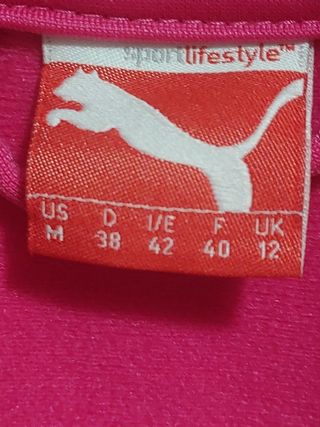 sportlifestyle™
US D I/E F UK
M 38 42 40 12